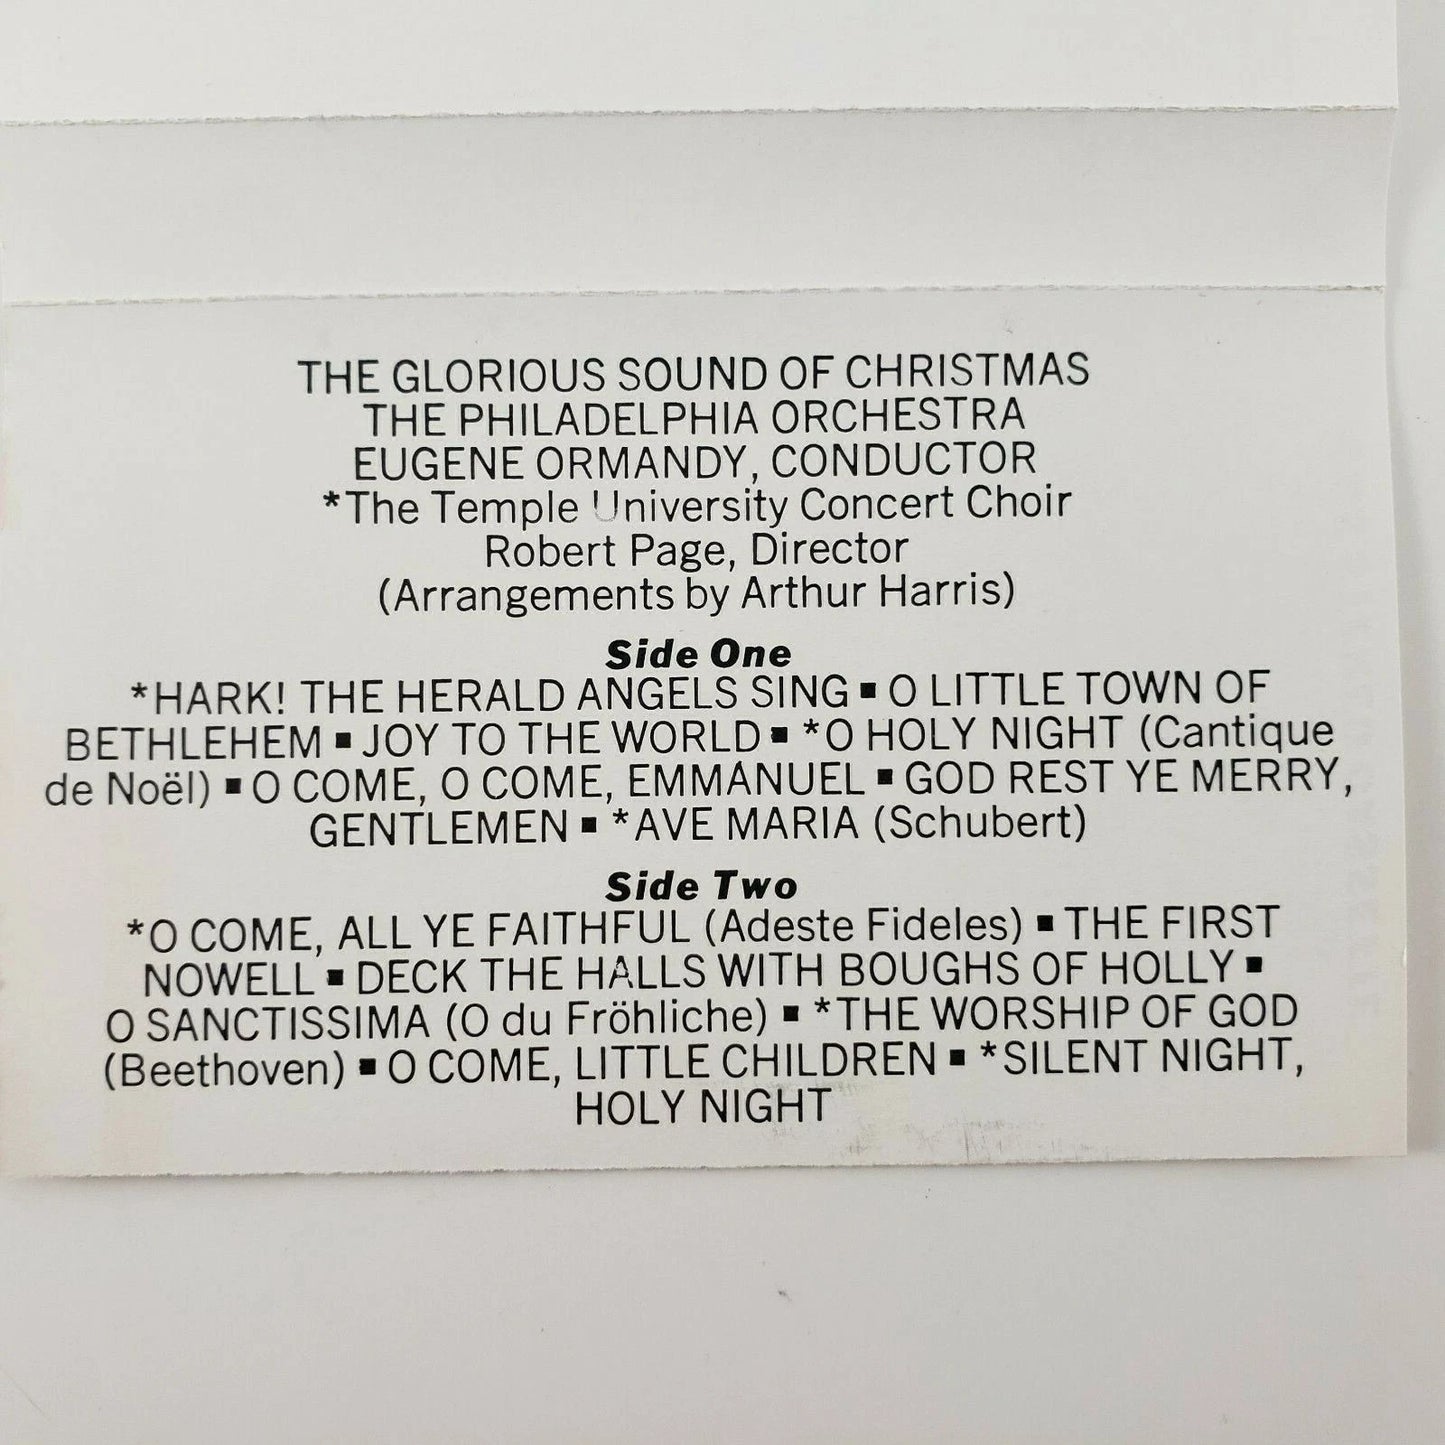 THE GLORIOUS SOUND OF CHRISTMAS
THE PHILADELPHIA ORCHESTRA
EUGENE ORMANDY, CONDUCTOR
*The Temple University Concert Choir
Robert Page, Director
(Arrangements by Arthur Harris)
Side One
*HARK! THE HERALD ANGELS SING ▪ O LITTLE TOWN OF
BETHLEHEM ▪ JOY TO THE WORLD ▪ *O HOLY NIGHT (Cantique
de Noël) ▪ O COME, O COME, EMMANUEL ▪ GOD REST YE MERRY,
GENTLEMEN ▪ *AVE MARIA (Schubert)
Side Two
*O COME, ALL YE FAITHFUL (Adeste Fideles) ▪ THE FIRST
NOWELL ▪ DECK THE HALLS WITH BOUGHS OF HOLLY ▪
O SANCTISSIMA (O du Fröhliche) ▪ *THE WORSHIP OF GOD
(Beethoven) ▪ O COME, LITTLE CHILDREN ▪ *SILENT NIGHT,
HOLY NIGHT